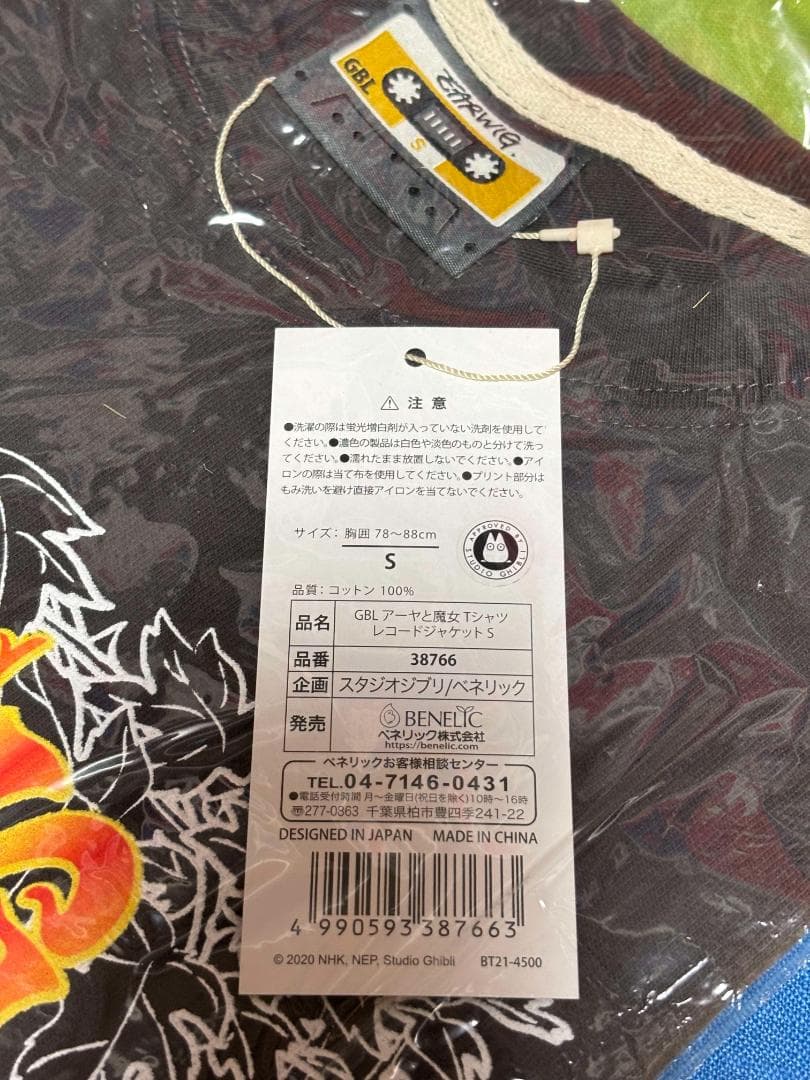 GBL
EARWIG.
S
注意
●洗濯の際は蛍光増白剤が入っていない洗剤を使用して
ください。●濃色の製品は白色や淡色のものと分けて洗っ
てください。●濡れたまま放置しないでください。●アイ
ロンの際は当て布を使用してください。●プリント部分は
もみ洗いを避け直接アイロンを当てないでください。
サイズ: 胸囲 78〜88cm
S
APPROVED BY STUDIO GHIBLI
品質:コットン 100%
品名 GBL アーヤと魔女 Tシャツ
レコードジャケット S
品番 38766
企画 スタジオジブリ/ベネリック
発売 BENELIC
ベネリック株式会社
https://benelic.com
ベネリックお客様相談センター
TEL.04-7146-0431
●電話受付時間 月〜金曜日(祝日を除く)10時〜16時
〠277-0863 千葉県柏市豊四季241-22
DESIGNED IN JAPAN MADE IN CHINA
4 990593 387663
© 2020 NHK, NEP, Studio Ghibli BT21-4500